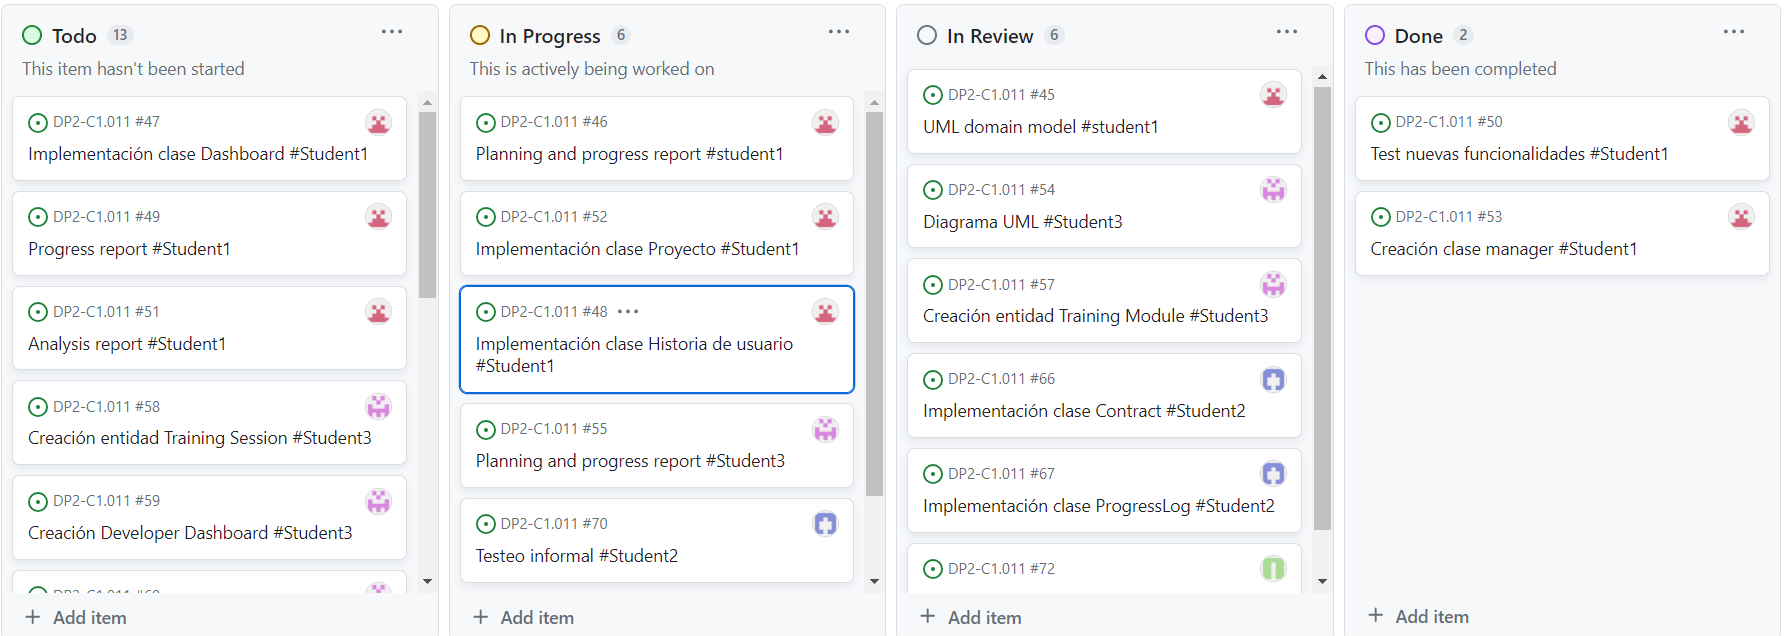 Todo 13
This item hasn't been started
DP2-C1.011 #47
Implementación clase Dashboard #Student1
DP2-C1.011 #49
Progress report #Student1
DP2-C1.011 #51
Analysis report #Student1
DP2-C1.011 #58
Creación entidad Training Session #Student3
DP2-C1.011 #59
Creación Developer Dashboard #Student3
Add item
In Progress 6
This is actively being worked on
DP2-C1.011 #46
Planning and progress report #student1
DP2-C1.011 #52
Implementación clase Proyecto #Student1
DP2-C1.011 #48
Implementación clase Historia de usuario
#Student1
DP2-C1.011 #55
Planning and progress report #Student3
DP2-C1.011 #70
Testeo informal #Student2
Add item
In Review 6
DP2-C1.011 #45
UML domain model #student1
DP2-C1.011 #54
Diagrama UML #Student3
DP2-C1.011 #57
Creación entidad Training Module #Student3
DP2-C1.011 #66
Implementación clase Contract #Student2
DP2-C1.011 #67
Implementación clase ProgressLog #Student2
DP2-C1.011 #72
Add item
Done 2
This has been completed
DP2-C1.011 #50
Test nuevas funcionalidades #Student1
DP2-C1.011 #53
Creación clase manager #Student1
Add item